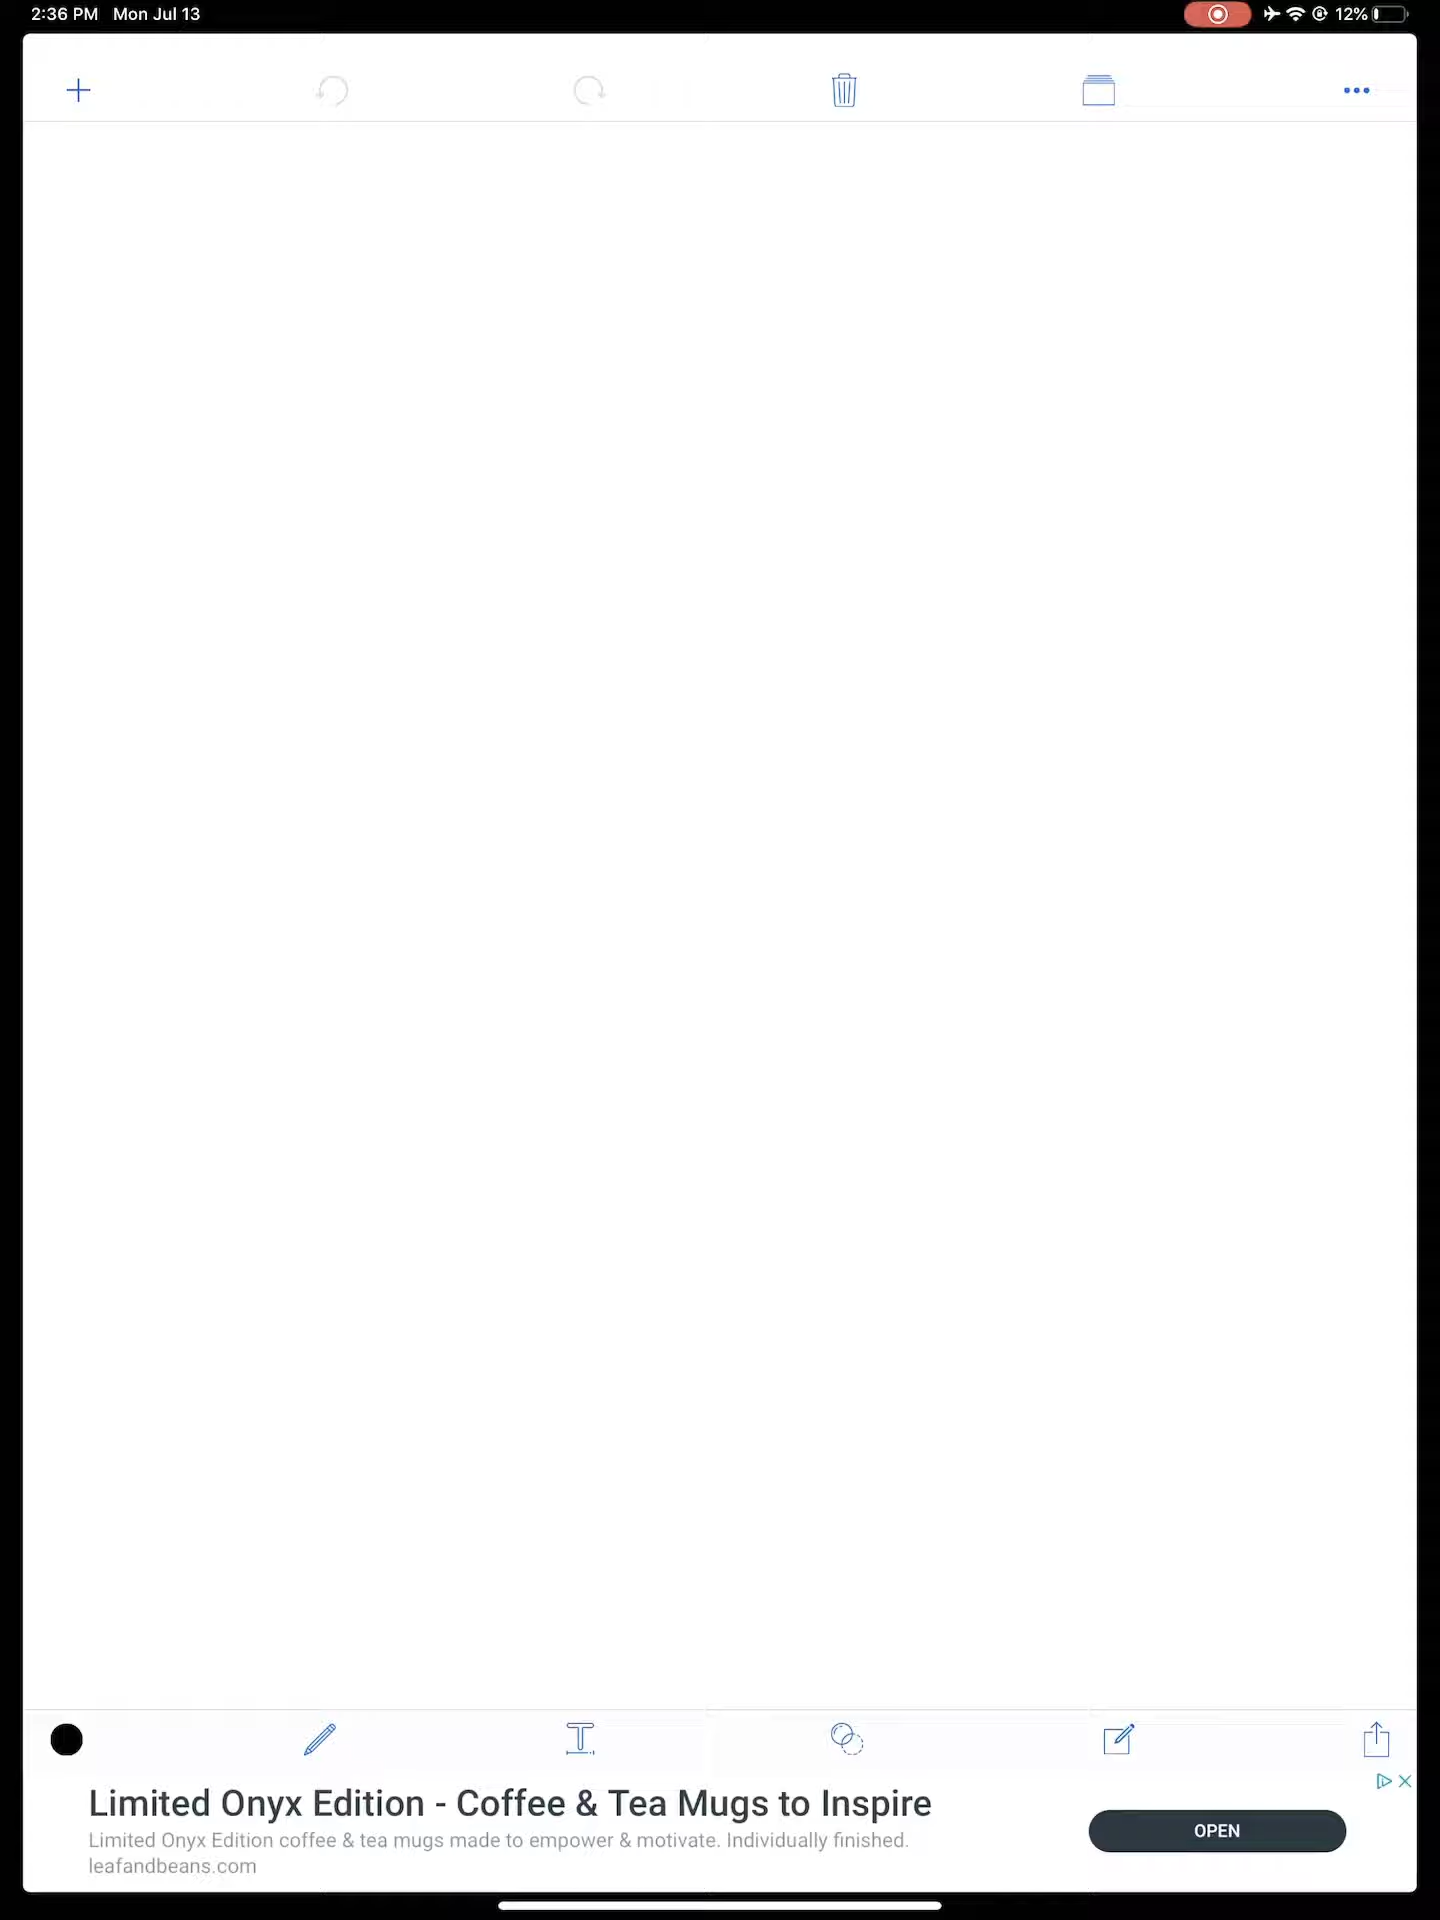 2:36 PM Mon Jul 13
12%
Limited Onyx Edition - Coffee & Tea Mugs to Inspire
Limited Onyx Edition coffee & tea mugs made to empower & motivate. Individually finished.
leafandbeans.com
OPEN